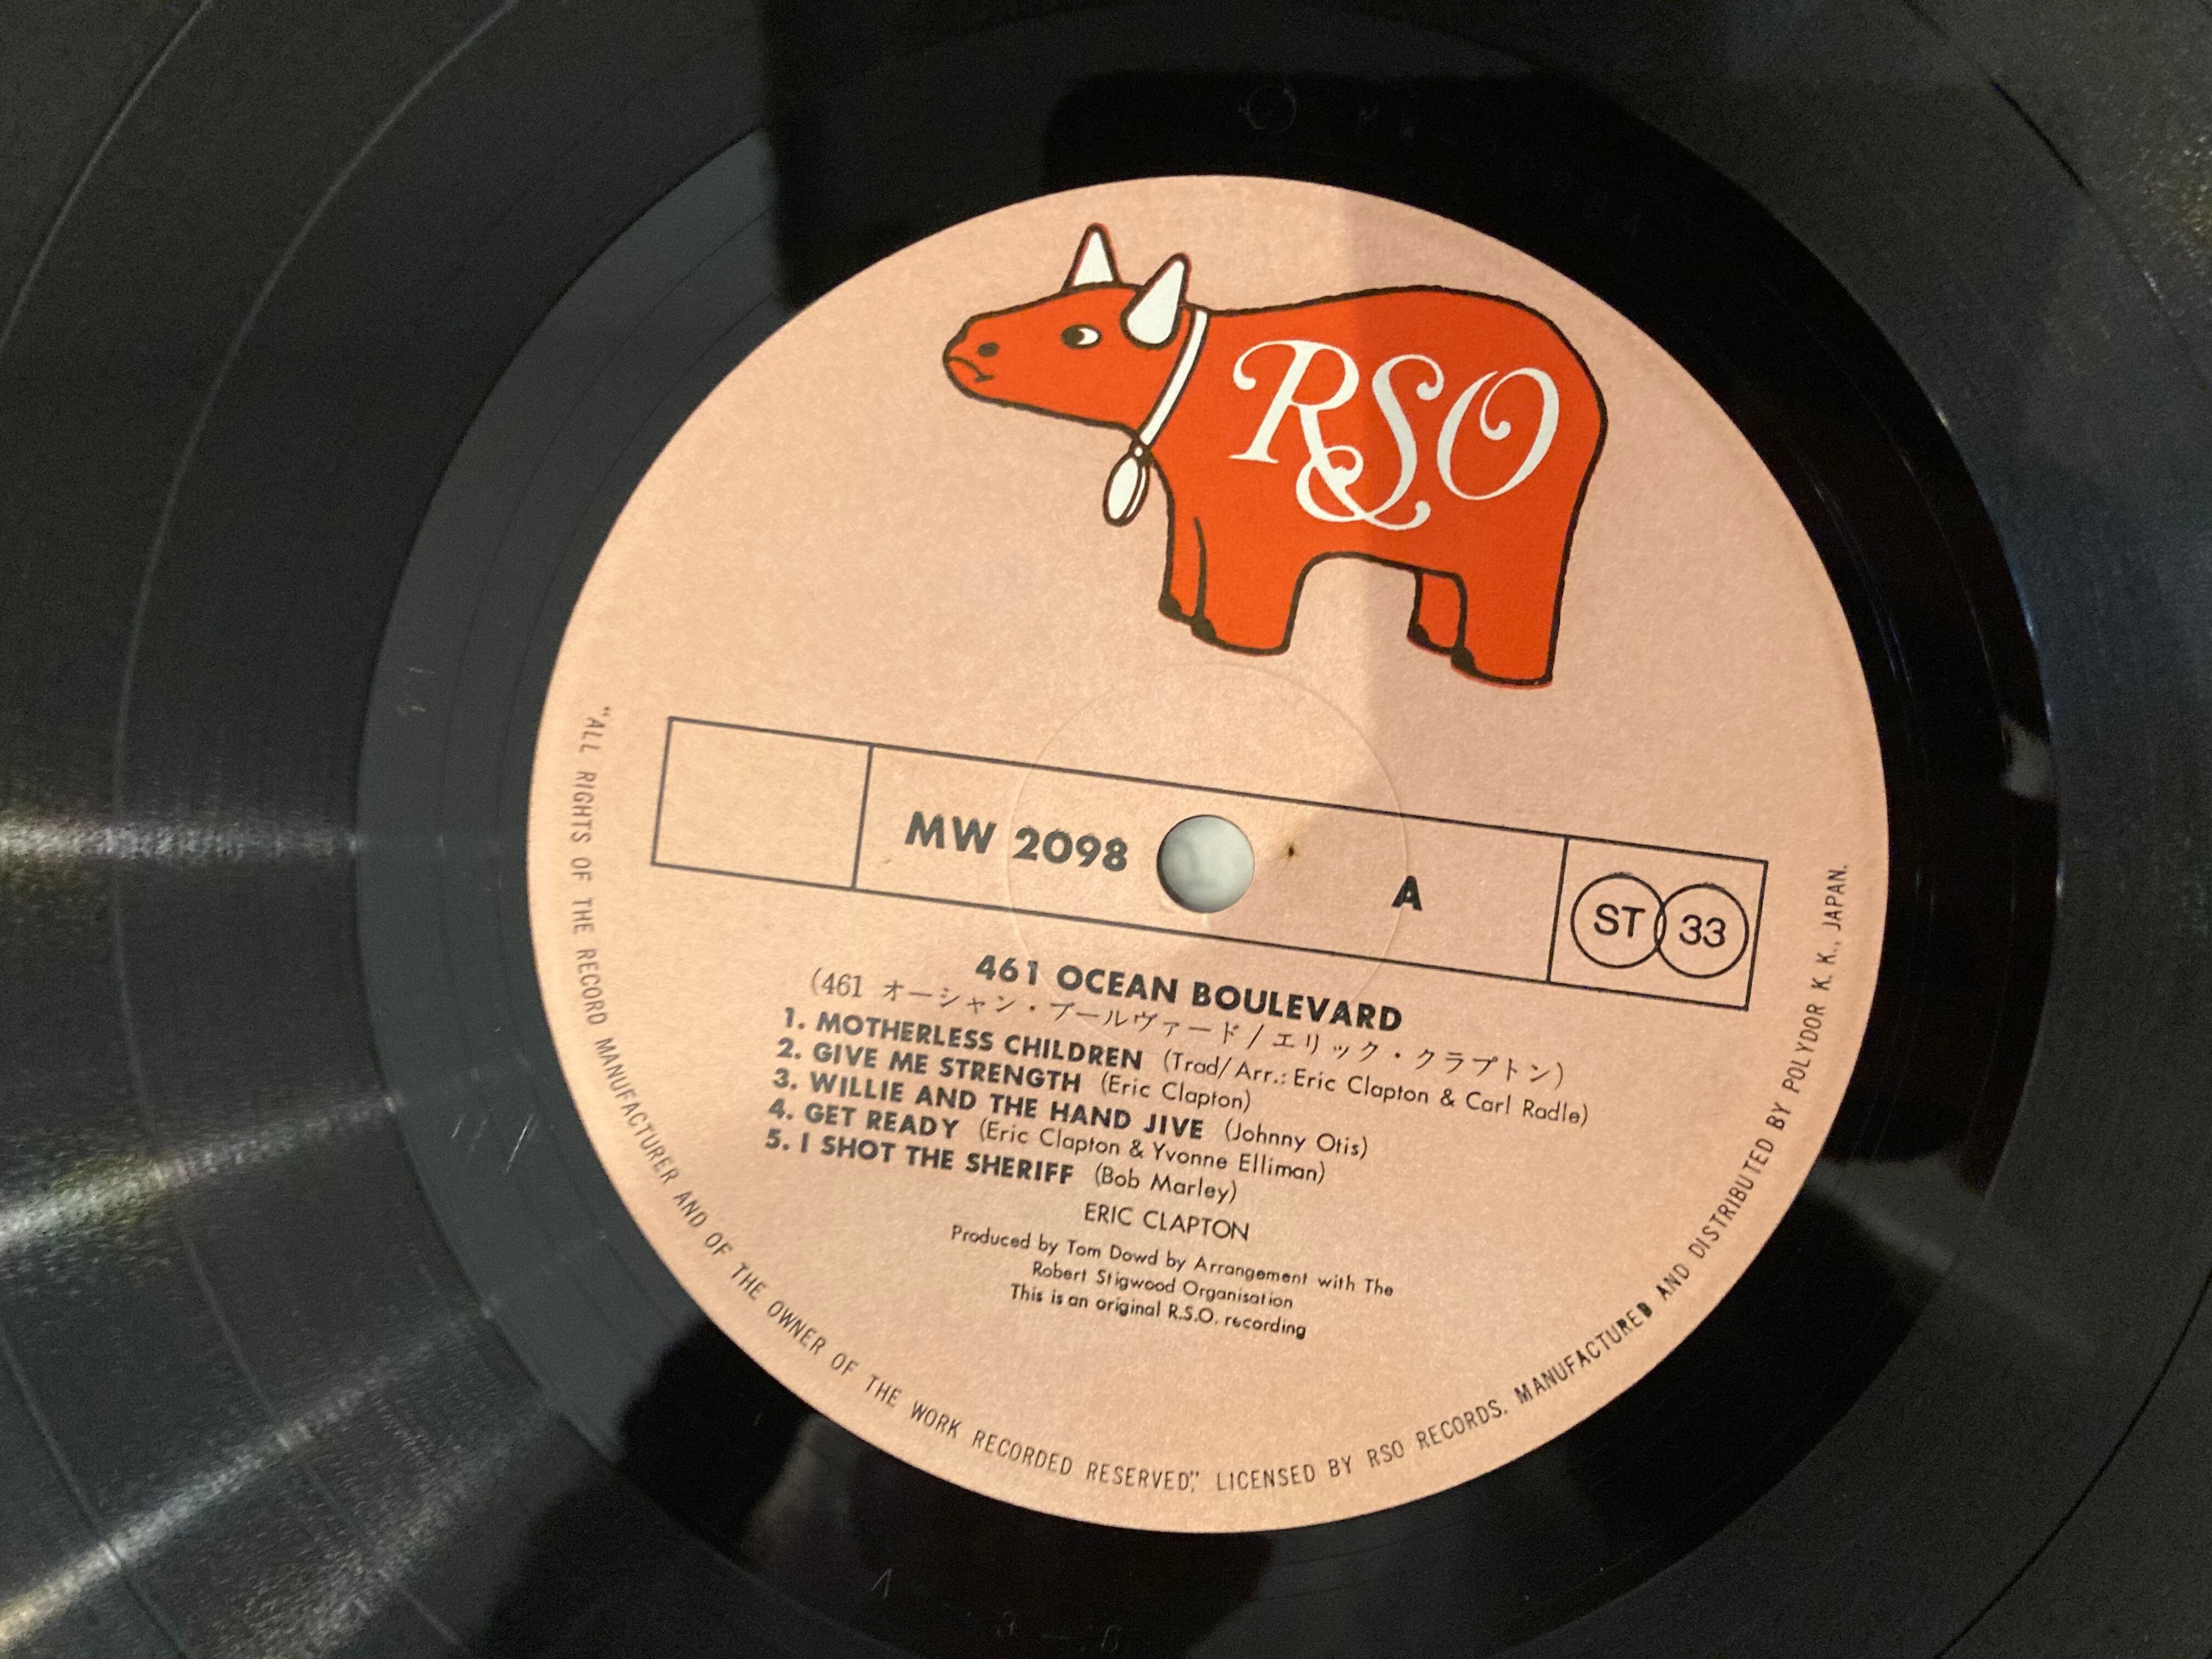 RSO
MW 2098
A
ST 33
461 OCEAN BOULEVARD
(461 オーシャン・ブールヴァード / エリック・クラプトン)
1. MOTHERLESS CHILDREN (Trad/Arr.: Eric Clapton & Carl Radle)
2. GIVE ME STRENGTH (Eric Clapton)
3. WILLIE AND THE HAND JIVE (Johnny Otis)
4. GET READY (Eric Clapton & Yvonne Elliman)
5. I SHOT THE SHERIFF (Bob Marley)
ERIC CLAPTON
Produced by Tom Dowd by Arrangement with The
Robert Stigwood Organisation
This is an original R.S.O. recording
"ALL RIGHTS OF THE RECORD MANUFACTURER AND OF THE OWNER OF THE WORK RECORDED RESERVED," LICENSED BY RSO RECORDS. MANUFACTURED AND DISTRIBUTED BY POLYDOR K. K., JAPAN.